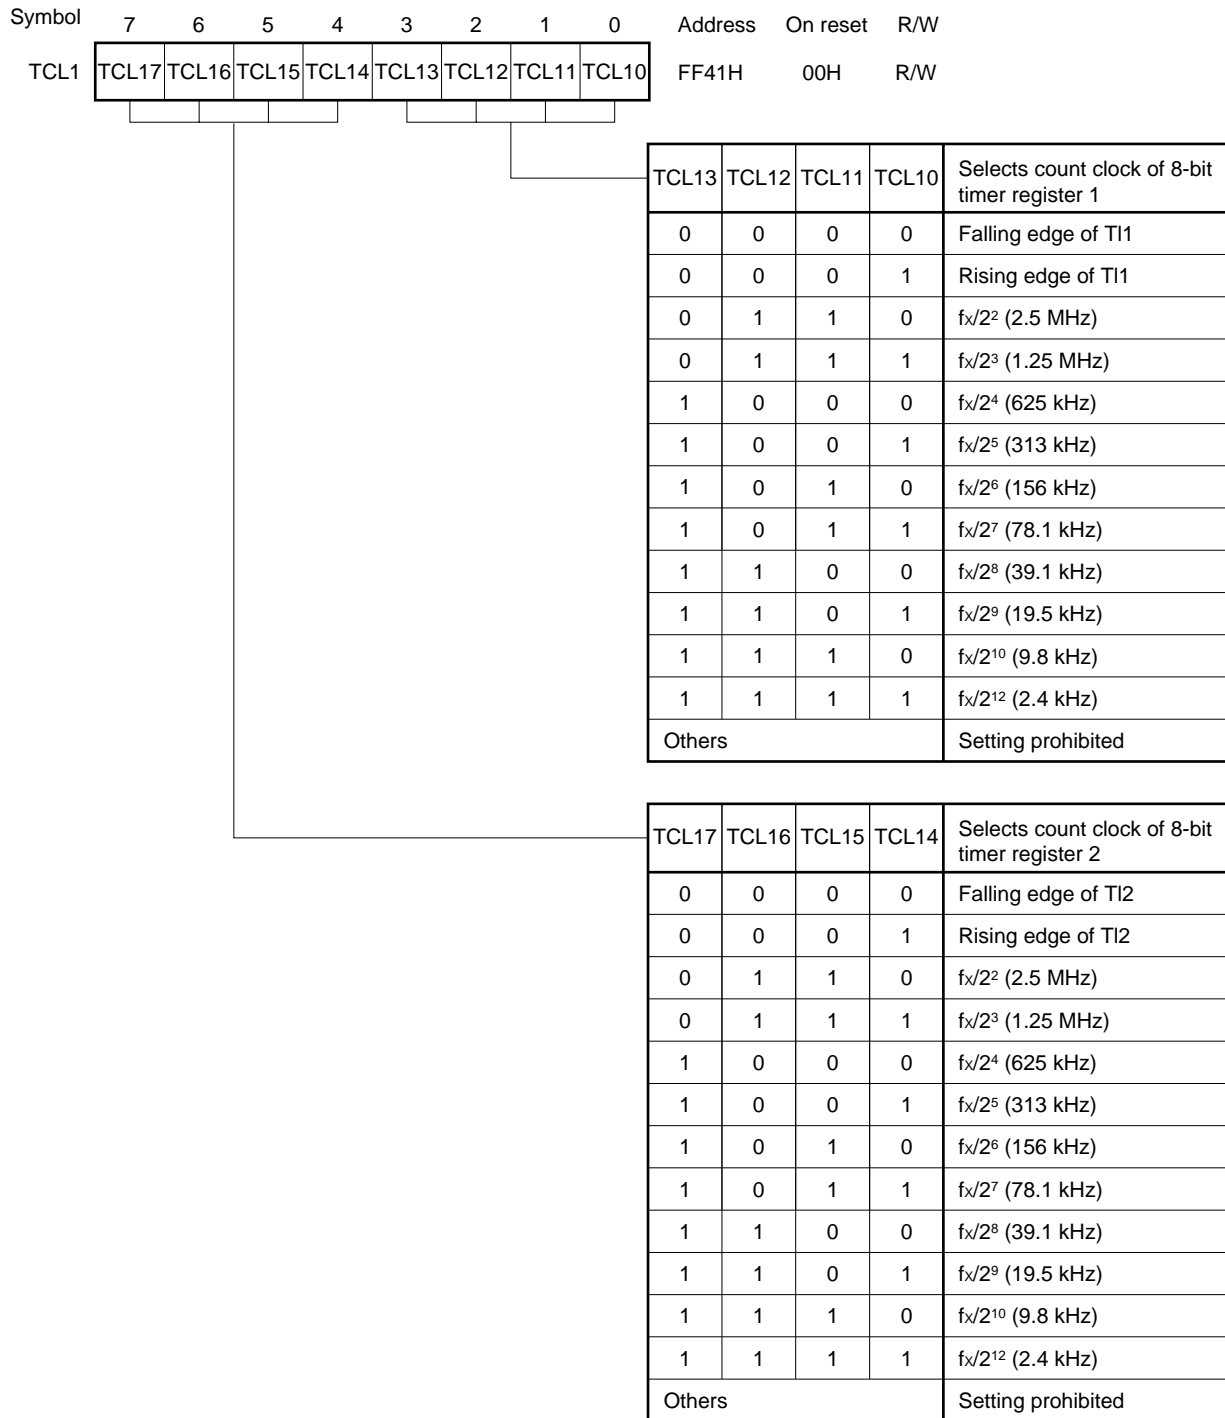 Symbol 7 6 5 4 3 2 1 0 Address On reset R/W
TCL1 TCL17 TCL16 TCL15 TCL14 TCL13 TCL12 TCL11 TCL10 FF41H 00H R/W
TCL13 TCL12 TCL11 TCL10 Selects count clock of 8-bit
timer register 1
0 0 0 0 Falling edge of TI1
0 0 0 1 Rising edge of TI1
0 1 1 0 fx/2² (2.5 MHz)
0 1 1 1 fx/2³ (1.25 MHz)
1 0 0 0 fx/2⁴ (625 kHz)
1 0 0 1 fx/2⁵ (313 kHz)
1 0 1 0 fx/2⁶ (156 kHz)
1 0 1 1 fx/2⁷ (78.1 kHz)
1 1 0 0 fx/2⁸ (39.1 kHz)
1 1 0 1 fx/2⁹ (19.5 kHz)
1 1 1 0 fx/2¹⁰ (9.8 kHz)
1 1 1 1 fx/2¹² (2.4 kHz)
Others Setting prohibited
TCL17 TCL16 TCL15 TCL14 Selects count clock of 8-bit
timer register 2
0 0 0 0 Falling edge of TI2
0 0 0 1 Rising edge of TI2
0 1 1 0 fx/2² (2.5 MHz)
0 1 1 1 fx/2³ (1.25 MHz)
1 0 0 0 fx/2⁴ (625 kHz)
1 0 0 1 fx/2⁵ (313 kHz)
1 0 1 0 fx/2⁶ (156 kHz)
1 0 1 1 fx/2⁷ (78.1 kHz)
1 1 0 0 fx/2⁸ (39.1 kHz)
1 1 0 1 fx/2⁹ (19.5 kHz)
1 1 1 0 fx/2¹⁰ (9.8 kHz)
1 1 1 1 fx/2¹² (2.4 kHz)
Others Setting prohibited